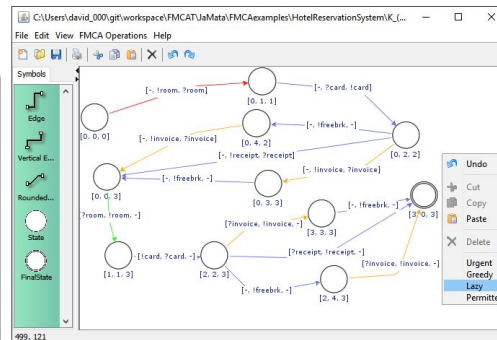 C:\Users\david_000\git\workspace\FMCAT\JaMata\FMCAexamples\HotelReservationSystem\K_(...
File Edit View FMCA Operations Help
Symbols
Edge
Vertical E...
Rounded...
State
FinalState
[-, !room, ?room]
[-, ?card, !card]
[0, 1, 1]
[0, 0, 0]
[-, !invoice, ?invoice]
[-, !freebrk, -]
[0, 4, 2]
[0, 2, 2]
[-, !receipt, ?receipt]
[-, !invoice, ?invoice]
[-, !freebrk, -]
[0, 0, 3]
[0, 3, 3]
[?room, !room, -]
[?invoice, !invoice, -]
[-, !freebrk, -]
[3, 3, 3]
[3, 0, 3]
[!card, ?card, -]
[?receipt, !receipt, -]
[1, 1, 3]
[2, 2, 3]
[-, !freebrk, -]
[?invoice, !invoice, -]
[2, 4, 3]
Undo
Cut
Copy
Paste
Delete
Urgent
Greedy
Lazy
Permitte
499, 121